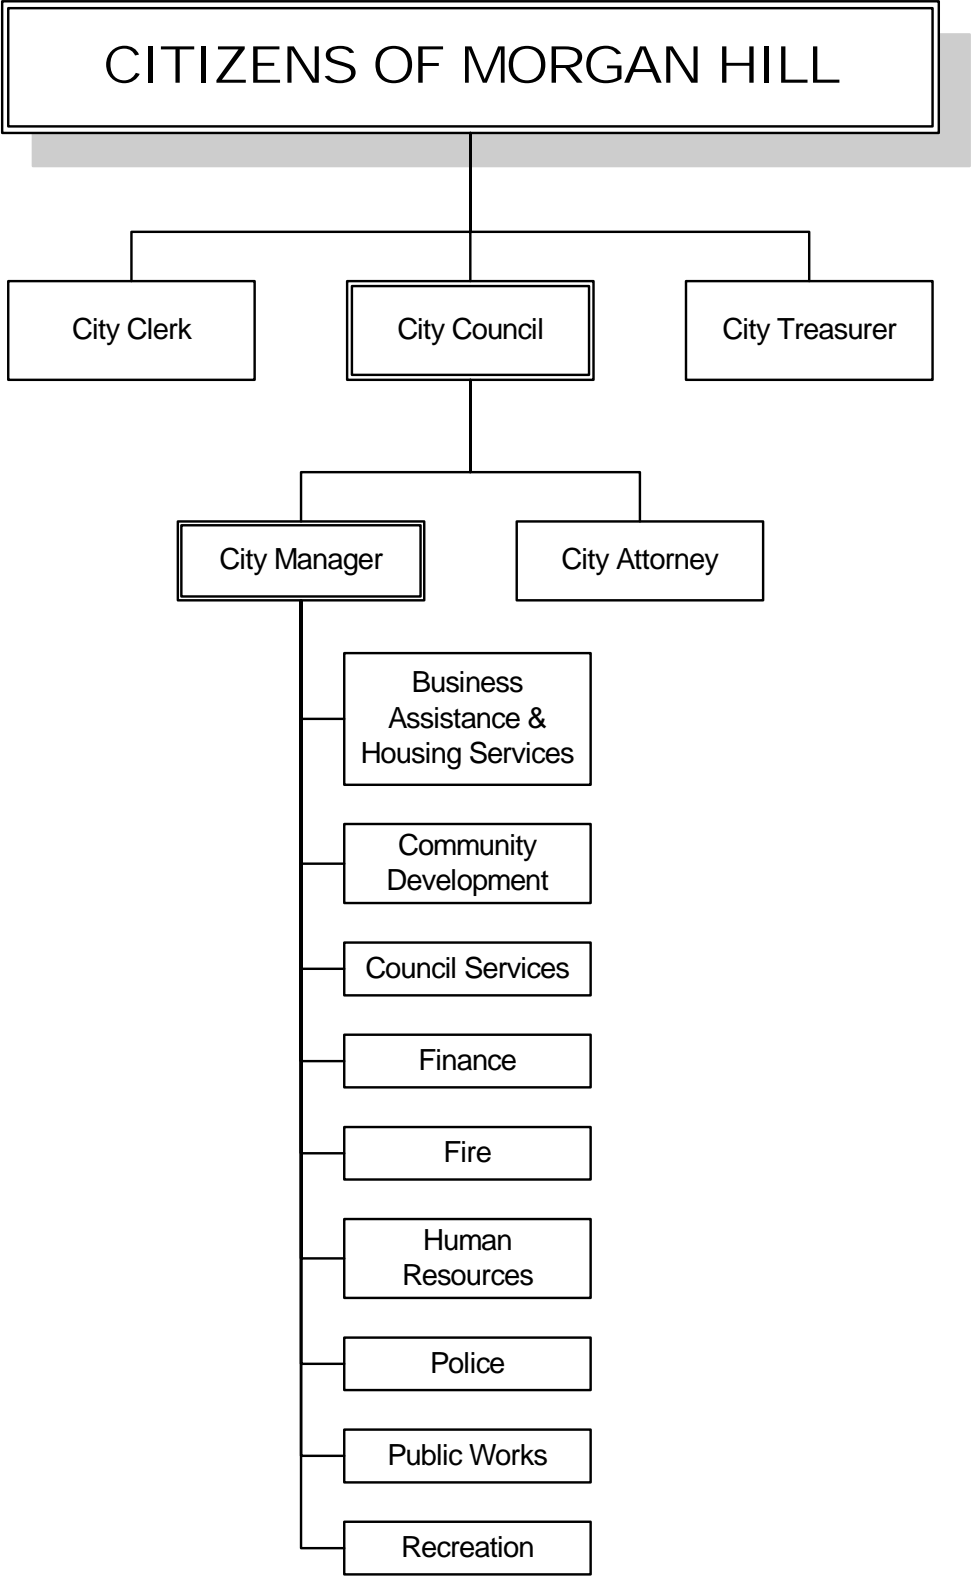 CITIZENS OF MORGAN HILL
City Clerk
City Council
City Treasurer
City Manager
City Attorney
Business
Assistance &
Housing Services
Community
Development
Council Services
Finance
Fire
Human
Resources
Police
Public Works
Recreation